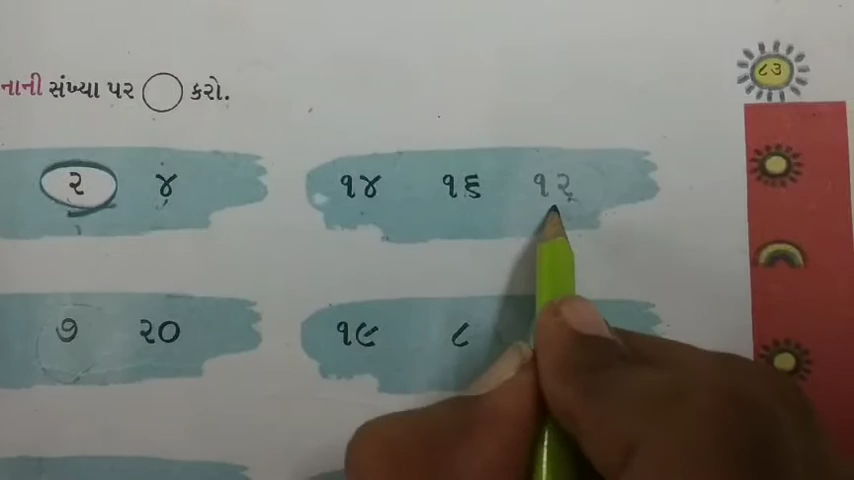 ૮૩
નાની સંખ્યા પર ◯ કરો.
૨ ૪ ૧૪ ૧૬ ૧૨
૭ ૨૦ ૧૯ ૮